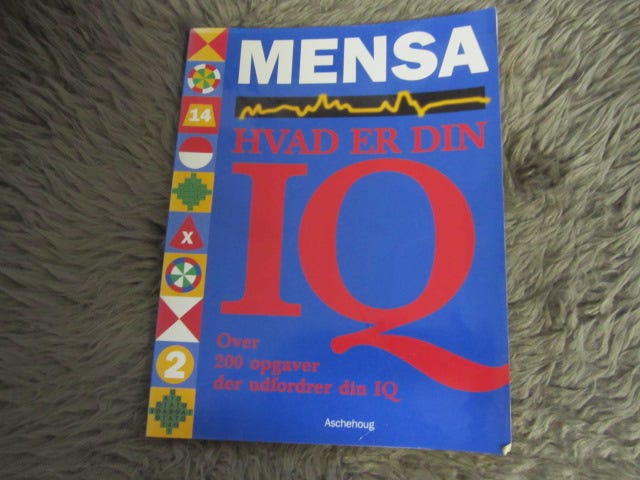 MENSA
HVAD ER DIN
IQ
Over
200 opgaver
der udfordrer din IQ
Aschehoug
14
x
2